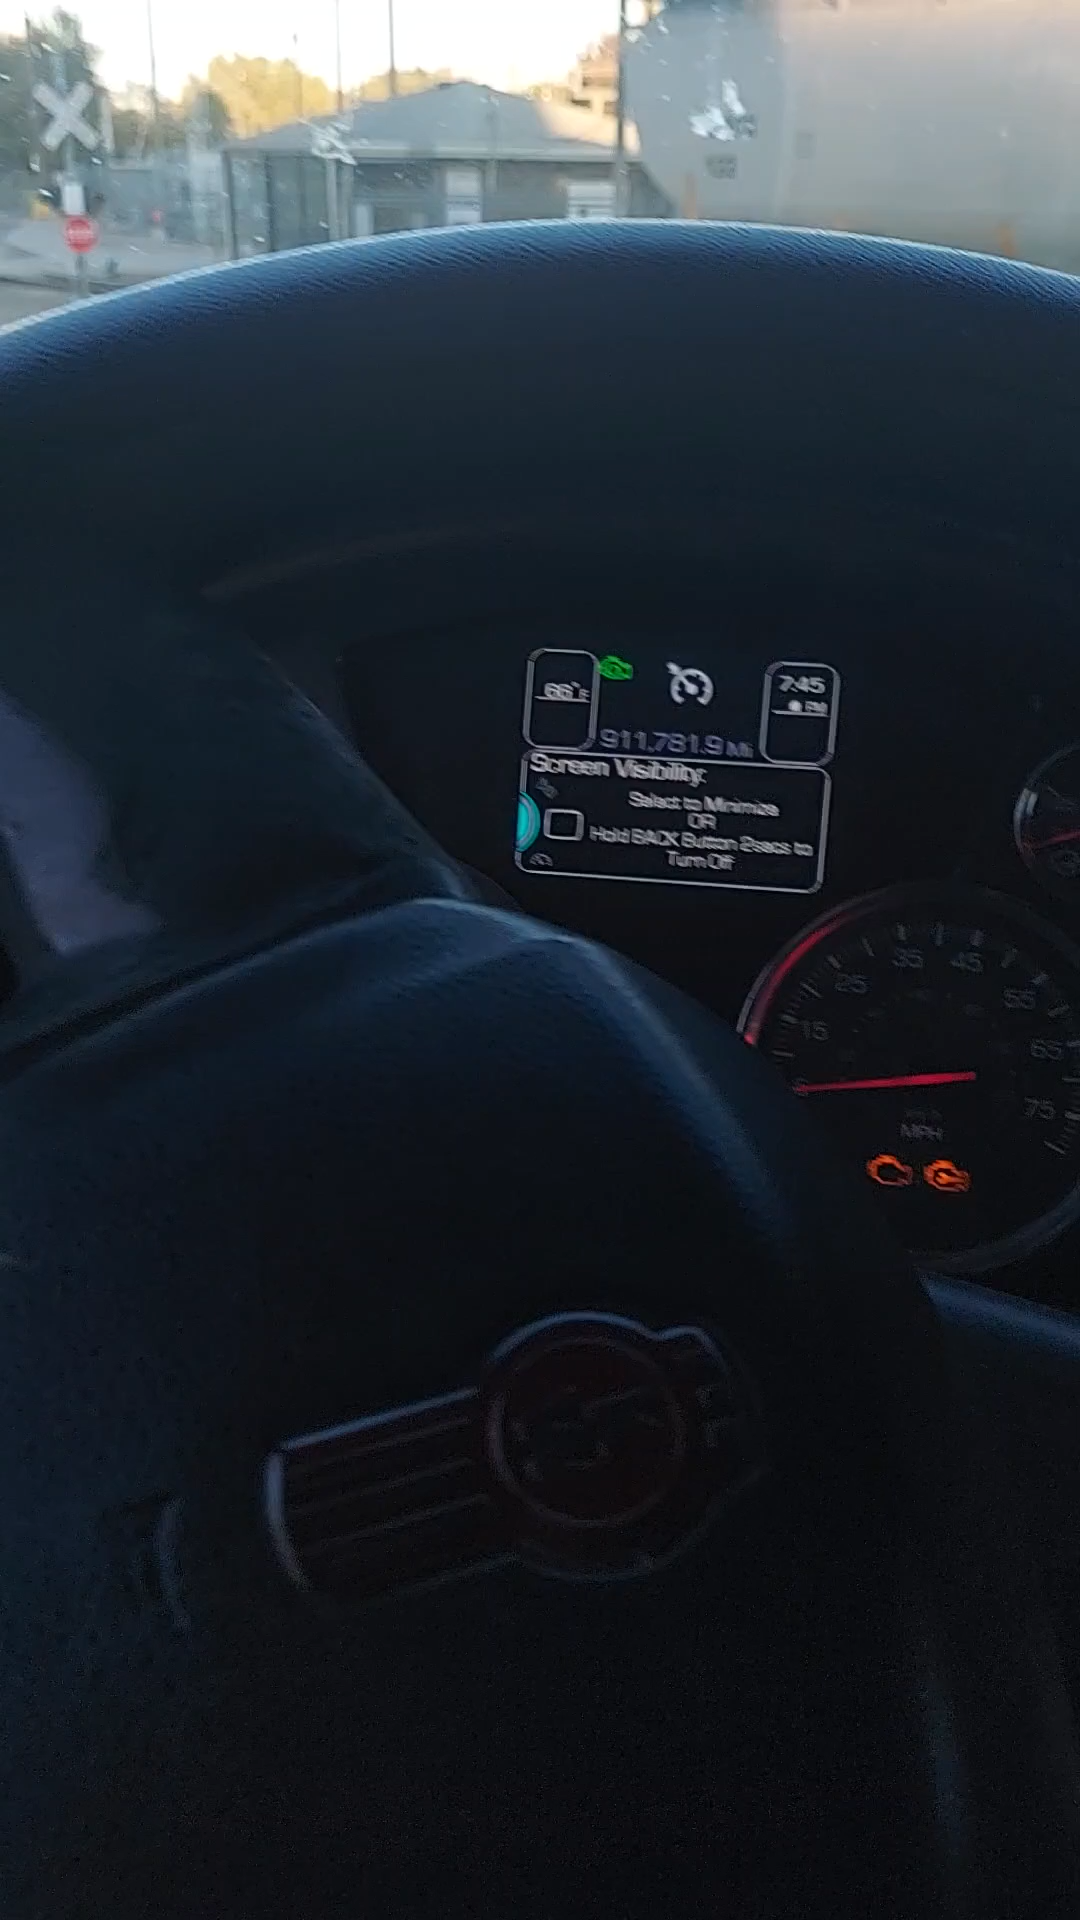 66°F
7:45
PM
911,781.9 Mi
Screen Visibility:
Select to Minimize
OR
Hold BACK Button 2secs to
Turn Off
15
25
35
45
55
65
75
MPH